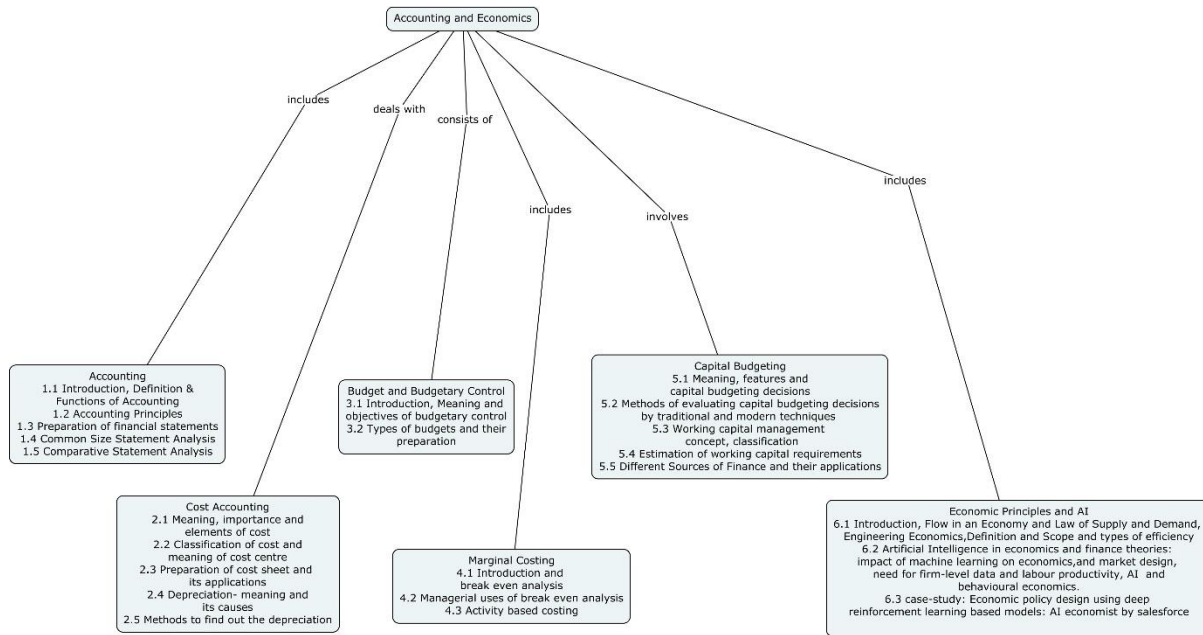 Accounting and Economics
includes
deals with
consists of
includes
involves
includes
Accounting
1.1 Introduction, Definition &
Functions of Accounting
1.2 Accounting Principles
1.3 Preparation of financial statements
1.4 Common Size Statement Analysis
1.5 Comparative Statement Analysis
Cost Accounting
2.1 Meaning, importance and
elements of cost
2.2 Classification of cost and
meaning of cost centre
2.3 Preparation of cost sheet and
its applications
2.4 Depreciation- meaning and
its causes
2.5 Methods to find out the depreciation
Budget and Budgetary Control
3.1 Introduction, Meaning and
objectives of budgetary control
3.2 Types of budgets and their
preparation
Marginal Costing
4.1 Introduction and
break even analysis
4.2 Managerial uses of break even analysis
4.3 Activity based costing
Capital Budgeting
5.1 Meaning, features and
capital budgeting decisions
5.2 Methods of evaluating capital budgeting decisions
by traditional and modern techniques
5.3 Working capital management
concept, classification
5.4 Estimation of working capital requirements
5.5 Different Sources of Finance and their applications
Economic Principles and AI
6.1 Introduction, Flow in an Economy and Law of Supply and Demand,
Engineering Economics,Definition and Scope and types of efficiency
6.2 Artificial Intelligence in economics and finance theories:
impact of machine learning on economics,and market design,
need for firm-level data and labour productivity, AI and
behavioural economics.
6.3 case-study: Economic policy design using deep
reinforcement learning based models: AI economist by salesforce